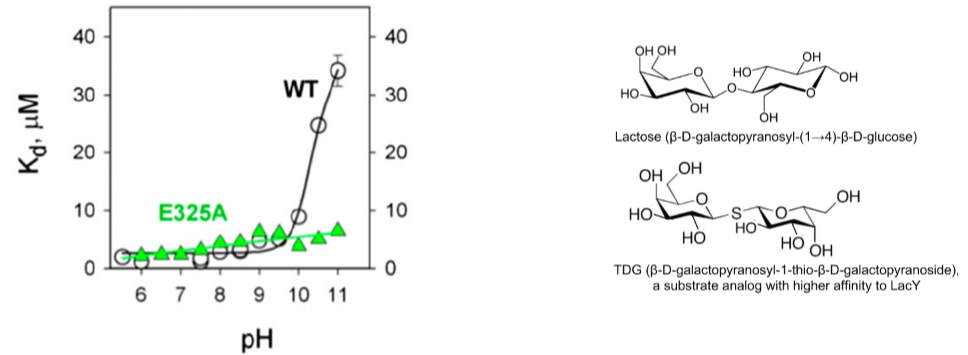 40
30
20
10
0
40
30
20
10
0
K_d, μM
WT
E325A
6 7 8 9 10 11
pH
OH OH
O
HO
OH
O
HO
OH
OH
O
OH
Lactose (β-D-galactopyranosyl-(1→4)-β-D-glucose)
OH
OH
O
HO
HO
S
O
OH
HO
HO
OH
TDG (β-D-galactopyranosyl-1-thio-β-D-galactopyranoside),
a substrate analog with higher affinity to LacY